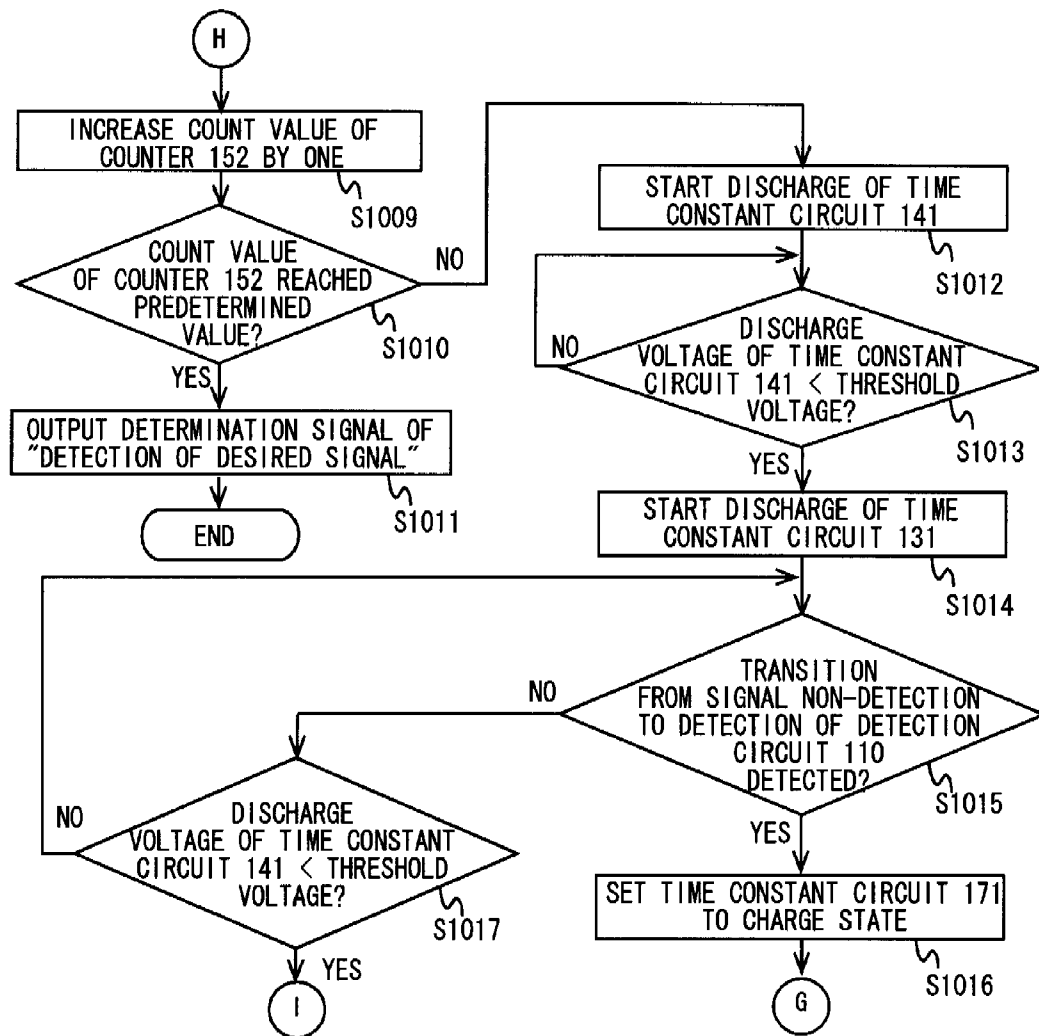 H
INCREASE COUNT VALUE OF
COUNTER 152 BY ONE
S1009
COUNT VALUE
OF COUNTER 152 REACHED
PREDETERMINED
VALUE?
S1010
NO
YES
OUTPUT DETERMINATION SIGNAL OF
"DETECTION OF DESIRED SIGNAL"
S1011
END
START DISCHARGE OF TIME
CONSTANT CIRCUIT 141
S1012
DISCHARGE
VOLTAGE OF TIME CONSTANT
CIRCUIT 141 < THRESHOLD
VOLTAGE?
NO
S1013
YES
START DISCHARGE OF TIME
CONSTANT CIRCUIT 131
S1014
TRANSITION
FROM SIGNAL NON-DETECTION
TO DETECTION OF DETECTION
CIRCUIT 110
DETECTED?
NO
S1015
YES
SET TIME CONSTANT CIRCUIT 171
TO CHARGE STATE
S1016
G
DISCHARGE
VOLTAGE OF TIME CONSTANT
CIRCUIT 141 < THRESHOLD
VOLTAGE?
NO
S1017
YES
I